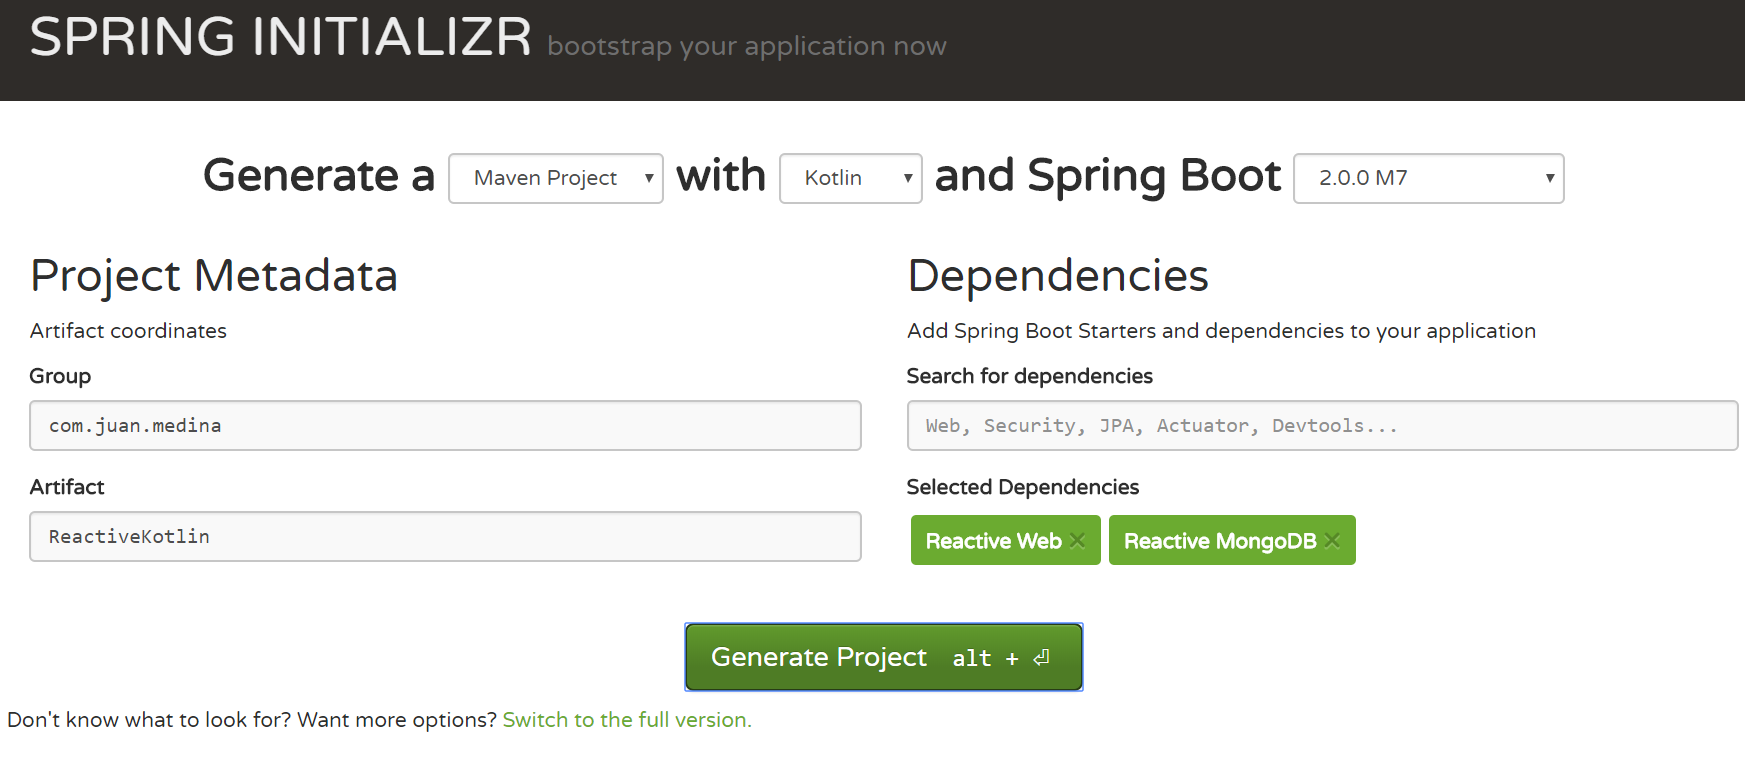 SPRING INITIALIZR bootstrap your application now
Generate a Maven Project with Kotlin and Spring Boot 2.0.0 M7
Project Metadata
Artifact coordinates
Group
com.juan.medina
Artifact
ReactiveKotlin
Dependencies
Add Spring Boot Starters and dependencies to your application
Search for dependencies
Web, Security, JPA, Actuator, Devtools...
Selected Dependencies
Reactive Web × Reactive MongoDB ×
Generate Project alt + ⏎
Don't know what to look for? Want more options? Switch to the full version.